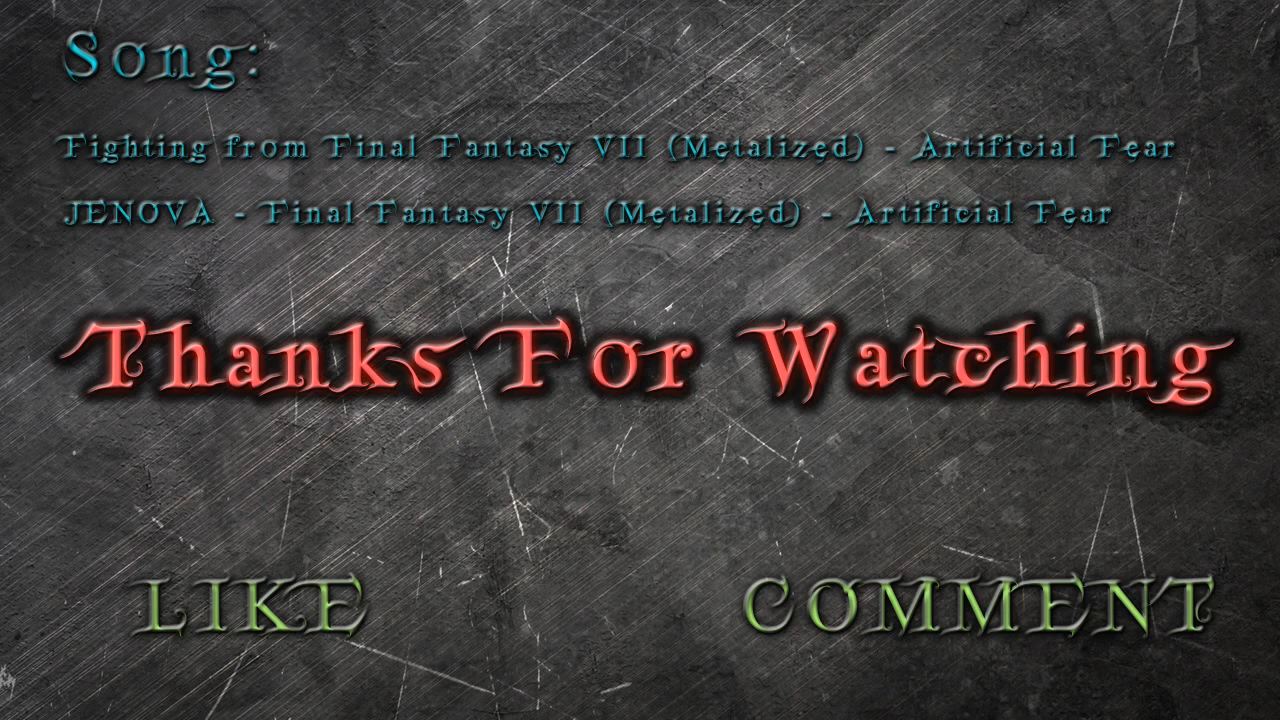 Song:
Fighting from Final Fantasy VII (Metalized) - Artificial Fear
JENOVA - Final Fantasy VII (Metalized) - Artificial Fear
Thanks For Watching
LIKE COMMENT